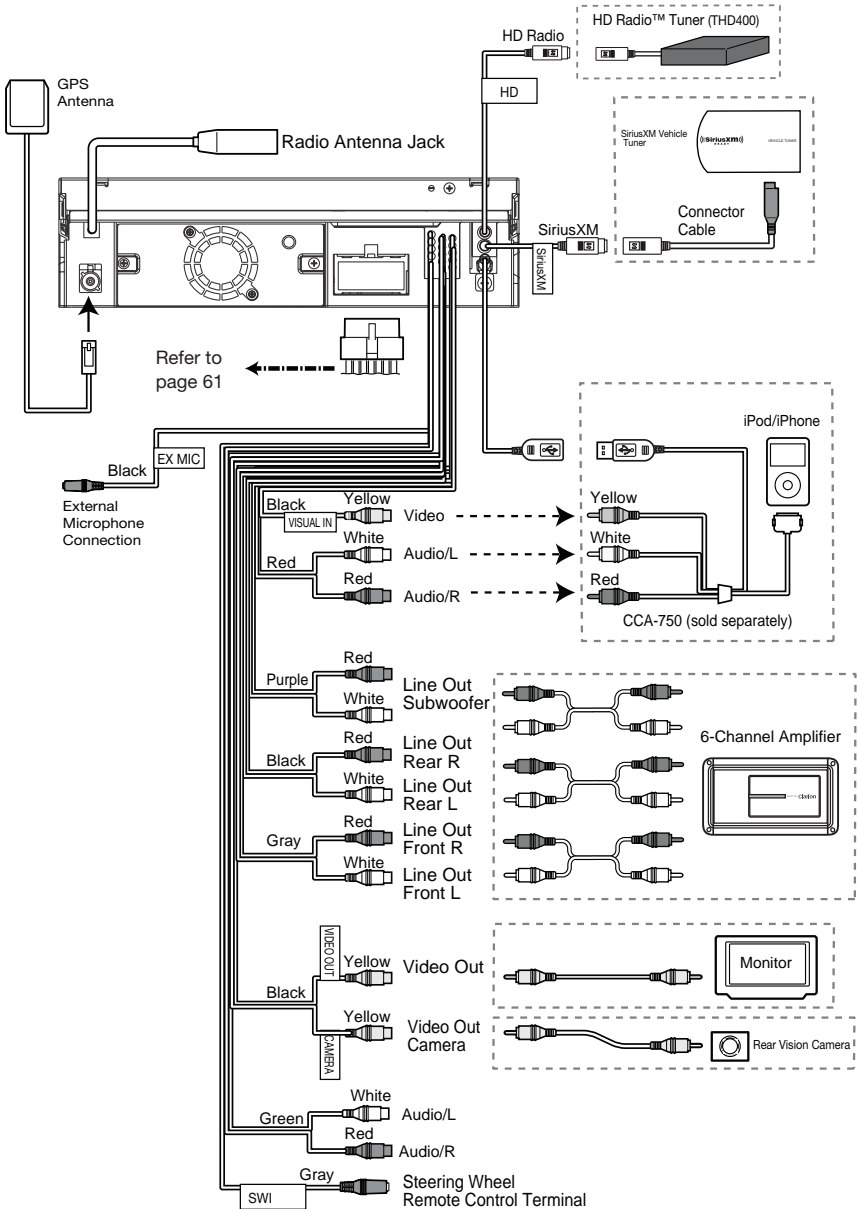 HD Radio™ Tuner (THD400)
HD Radio
HD
GPS
Antenna
Radio Antenna Jack
SiriusXM Vehicle
Tuner
((SiriusXM))
READY
VEHICLE TUNER
Connector
Cable
SiriusXM
SiriusXM
Refer to
page 61
iPod/iPhone
EX MIC
Black
External
Microphone
Connection
Black
VISUAL IN
Yellow
Video
Yellow
White
Audio/L
White
Red
Red
Audio/R
Red
CCA-750 (sold separately)
Purple
Red
White
Line Out
Subwoofer
6-Channel Amplifier
clarion
Black
Red
Line Out
Rear R
White
Line Out
Rear L
Gray
Red
Line Out
Front R
White
Line Out
Front L
VIDEO OUT
Yellow
Video Out
Monitor
Black
Yellow
CAMERA
Video Out
Camera
Rear Vision Camera
White
Green
Audio/L
Red
Audio/R
Gray
SWI
Steering Wheel
Remote Control Terminal